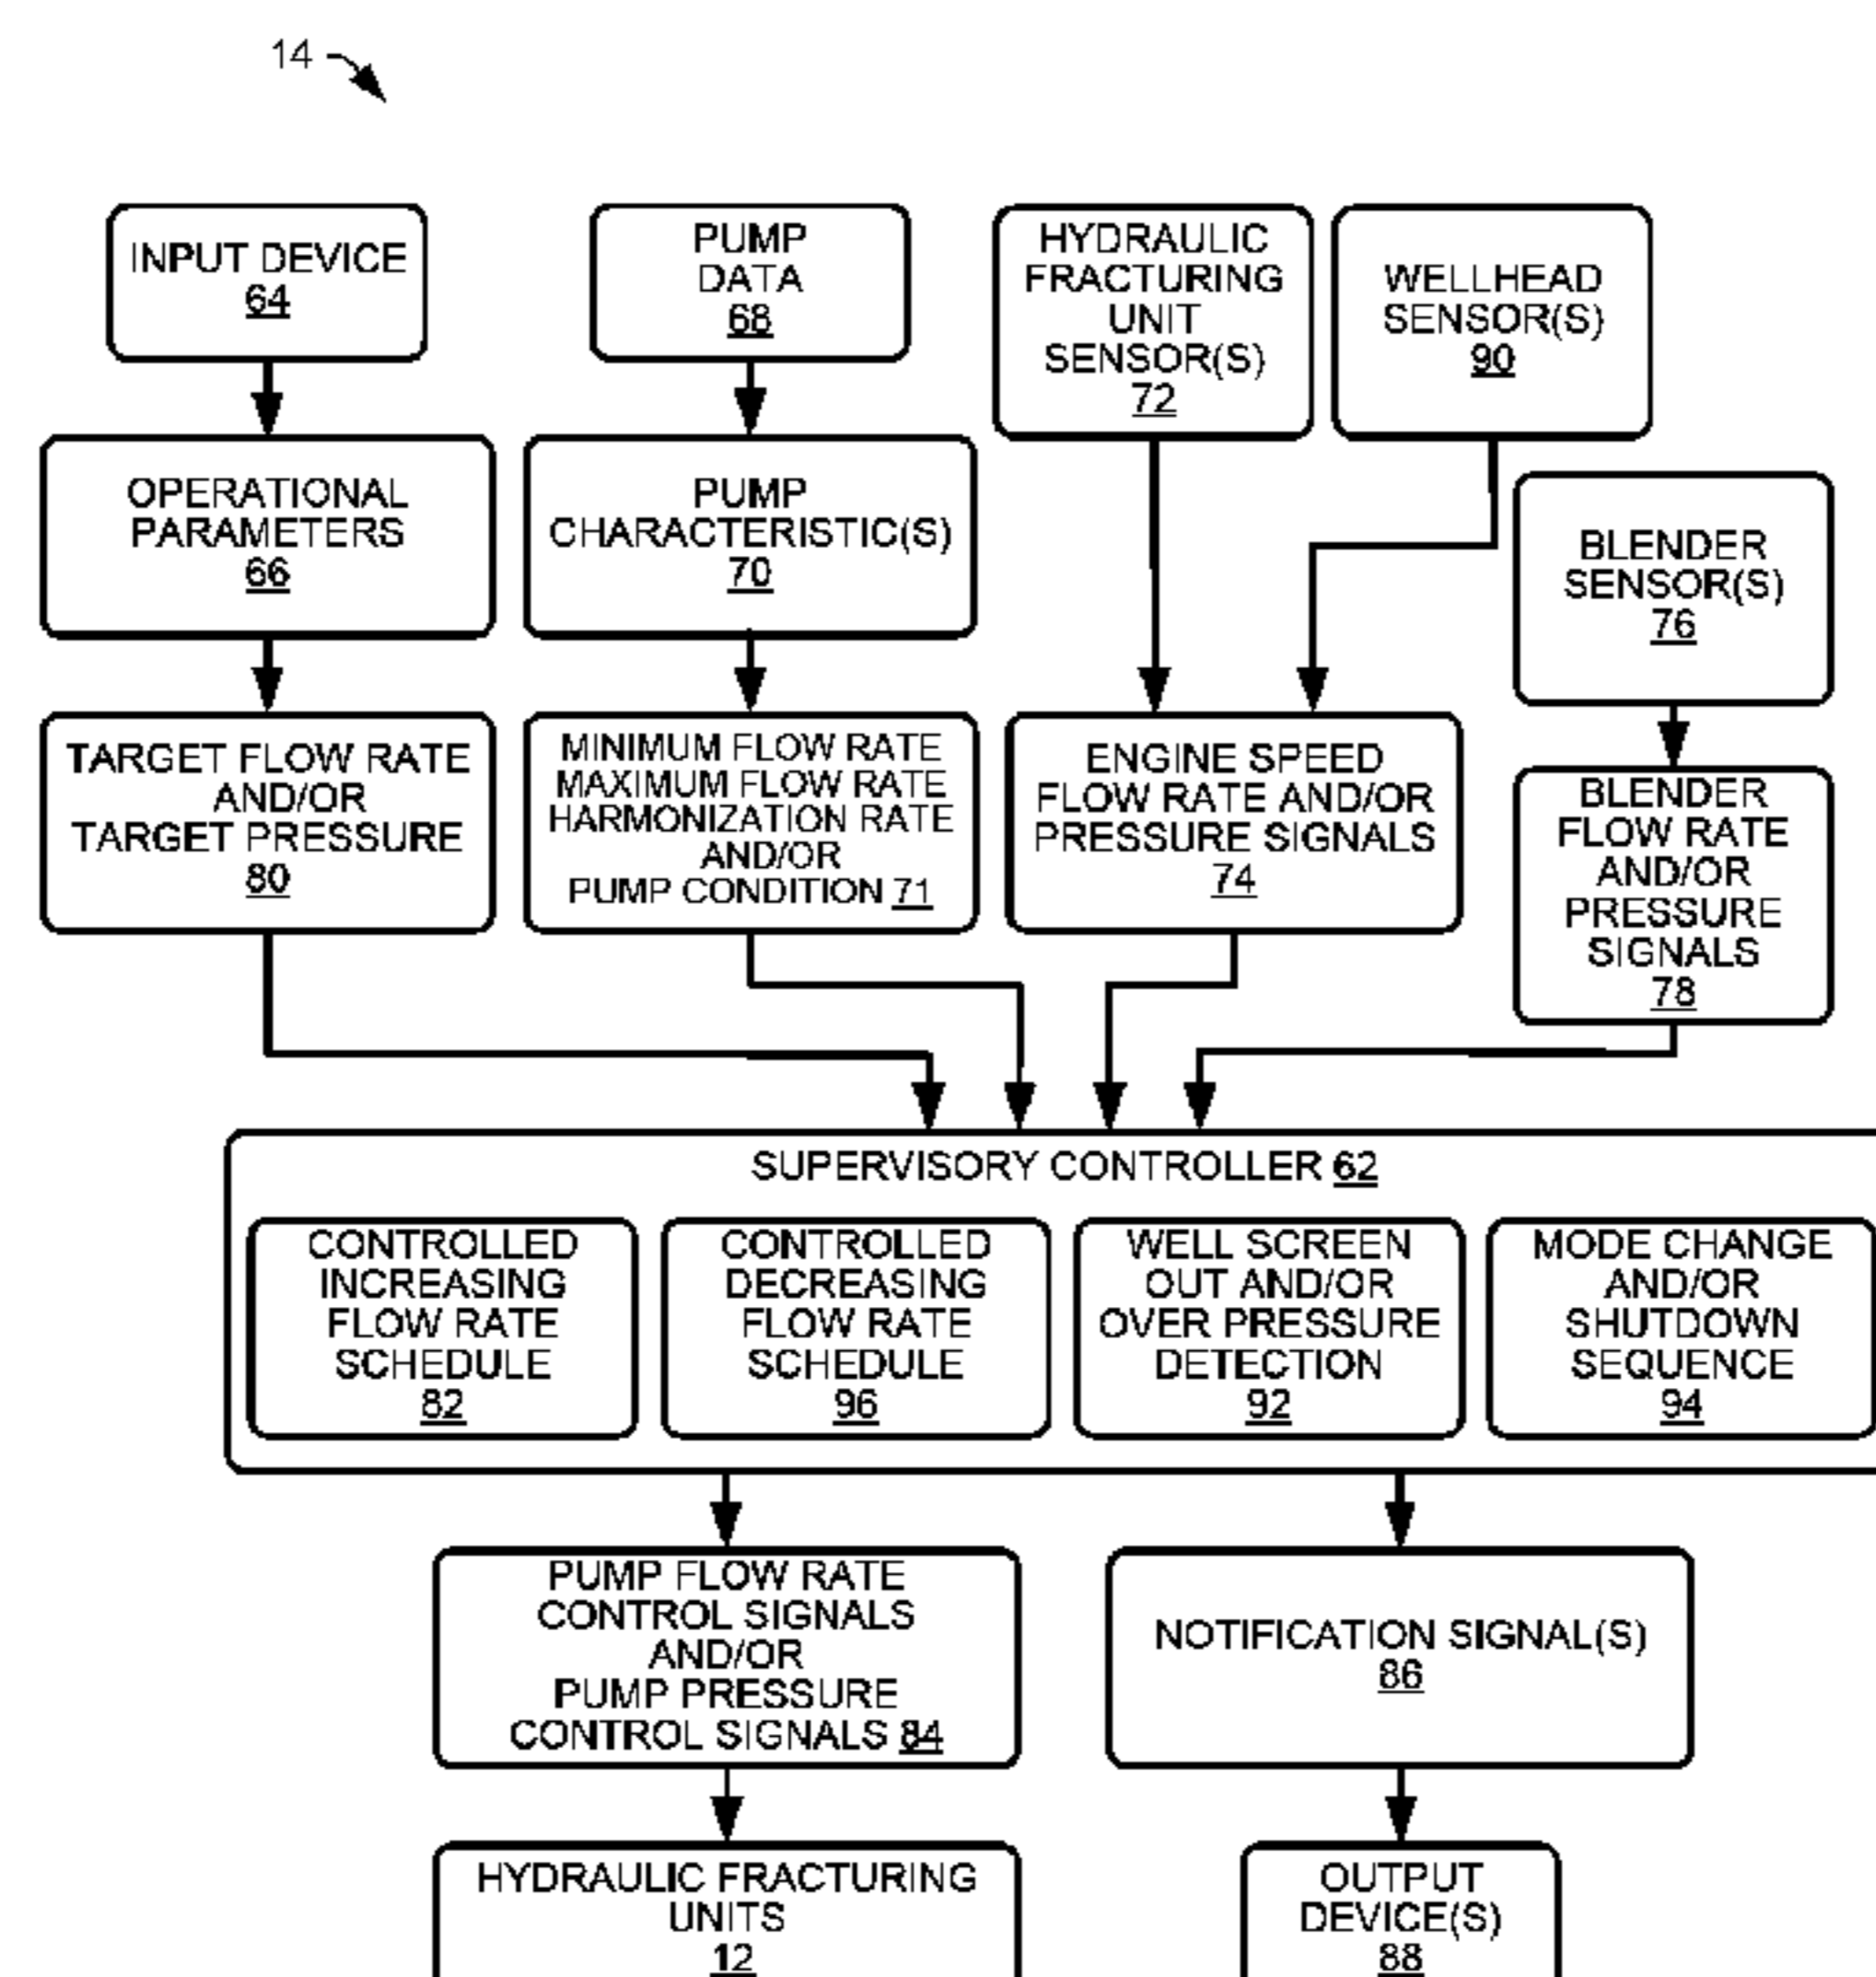 14
INPUT DEVICE
64
PUMP
DATA
68
HYDRAULIC
FRACTURING
UNIT
SENSOR(S)
72
WELLHEAD
SENSOR(S)
90
OPERATIONAL
PARAMETERS
66
PUMP
CHARACTERISTIC(S)
70
BLENDER
SENSOR(S)
76
TARGET FLOW RATE
AND/OR
TARGET PRESSURE
80
MINIMUM FLOW RATE
MAXIMUM FLOW RATE
HARMONIZATION RATE
AND/OR
PUMP CONDITION 71
ENGINE SPEED
FLOW RATE AND/OR
PRESSURE SIGNALS
74
BLENDER
FLOW RATE
AND/OR
PRESSURE
SIGNALS
78
SUPERVISORY CONTROLLER 62
CONTROLLED
INCREASING
FLOW RATE
SCHEDULE
82
CONTROLLED
DECREASING
FLOW RATE
SCHEDULE
96
WELL SCREEN
OUT AND/OR
OVER PRESSURE
DETECTION
92
MODE CHANGE
AND/OR
SHUTDOWN
SEQUENCE
94
PUMP FLOW RATE
CONTROL SIGNALS
AND/OR
PUMP PRESSURE
CONTROL SIGNALS 84
NOTIFICATION SIGNAL(S)
86
HYDRAULIC FRACTURING
UNITS
12
OUTPUT
DEVICE(S)
88